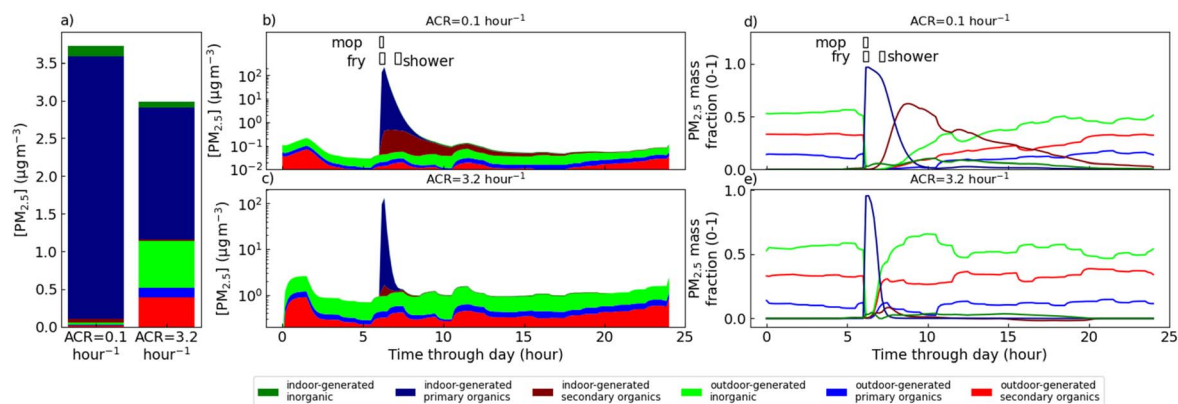 a)
[PM2.5] (μg m−3)
3.5
3.0
2.5
2.0
1.5
1.0
0.5
0.0
ACR=0.1
hour−1
ACR=3.2
hour−1
b)
ACR=0.1 hour−1
mop
fry
shower
[PM2.5] (μg m−3)
10²
10¹
10⁰
10−1
10−2
c)
ACR=3.2 hour−1
[PM2.5] (μg m−3)
10²
10¹
10⁰
0 5 10 15 20 25
Time through day (hour)
d)
ACR=0.1 hour−1
mop
fry
shower
PM2.5 mass
fraction (0-1)
1.0
0.5
0.0
e)
ACR=3.2 hour−1
PM2.5 mass
fraction (0-1)
1.0
0.5
0.0
0 5 10 15 20 25
Time through day (hour)
indoor-generated
inorganic
indoor-generated
primary organics
indoor-generated
secondary organics
outdoor-generated
inorganic
outdoor-generated
primary organics
outdoor-generated
secondary organics